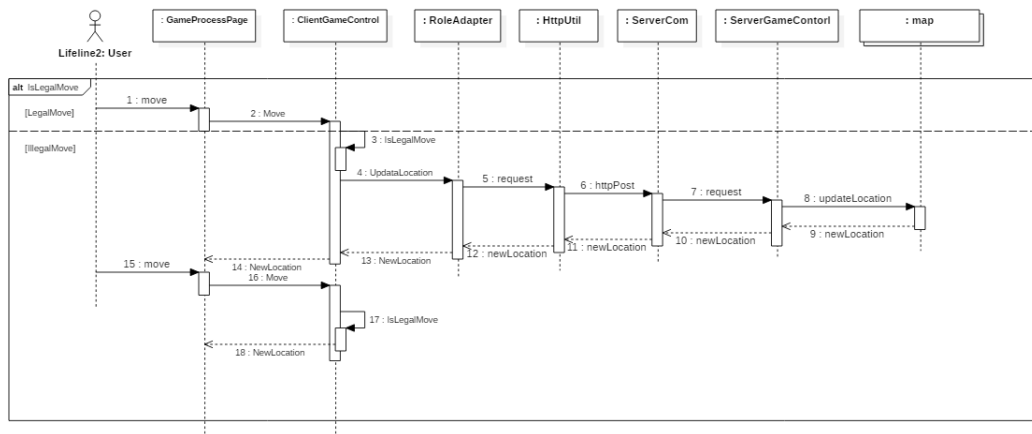 : GameProcessPage
: ClientGameControl
: RoleAdapter
: HttpUtil
: ServerCom
: ServerGameContorl
: map
Lifeline2: User
alt IsLegalMove
1 : move
[LegalMove]
2 : Move
3 : IsLegalMove
[IllegalMove]
4 : UpdataLocation
5 : request
6 : httpPost
7 : request
8 : updateLocation
9 : newLocation
10 : newLocation
11 : newLocation
12 : newLocation
13 : NewLocation
14 : NewLocation
15 : move
16 : Move
17 : IsLegalMove
18 : NewLocation